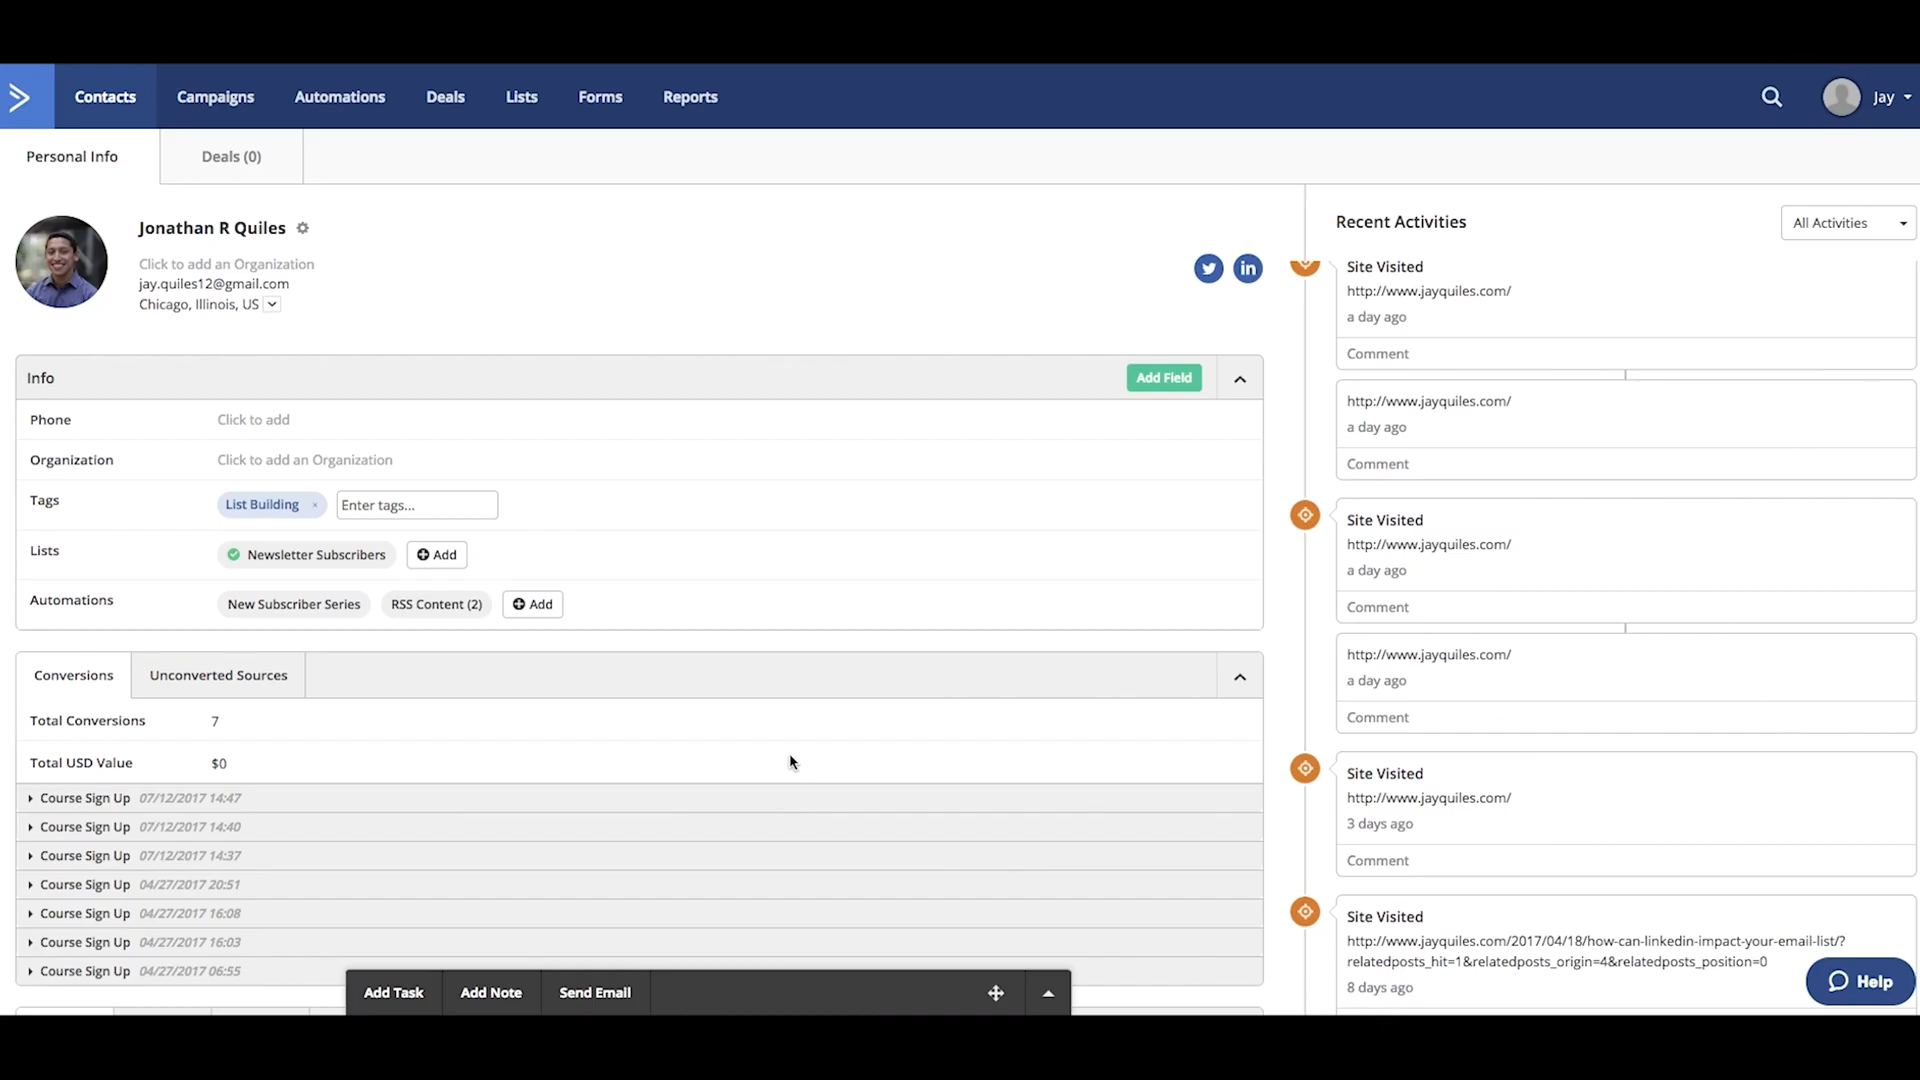 Contacts
Campaigns
Automations
Deals
Lists
Forms
Reports
Jay
Personal Info
Deals (0)
Jonathan R Quiles
Click to add an Organization
jay.quiles12@gmail.com
Chicago, Illinois, US
in
Info
Add Field
Phone Click to add
Organization Click to add an Organization
Tags List Building × Enter tags...
Lists Newsletter Subscribers Add
Automations New Subscriber Series RSS Content (2) Add
Conversions
Unconverted Sources
Total Conversions 7
Total USD Value $0
Course Sign Up 07/12/2017 14:47
Course Sign Up 07/12/2017 14:40
Course Sign Up 07/12/2017 14:37
Course Sign Up 04/27/2017 20:51
Course Sign Up 04/27/2017 16:08
Course Sign Up 04/27/2017 16:03
Course Sign Up 04/27/2017 06:55
Add Task
Add Note
Send Email
Recent Activities
All Activities
Site Visited
http://www.jayquiles.com/
a day ago
Comment
http://www.jayquiles.com/
a day ago
Comment
Site Visited
http://www.jayquiles.com/
a day ago
Comment
http://www.jayquiles.com/
a day ago
Comment
Site Visited
http://www.jayquiles.com/
3 days ago
Comment
Site Visited
http://www.jayquiles.com/2017/04/18/how-can-linkedin-impact-your-email-list/?
relatedposts_hit=1&relatedposts_origin=4&relatedposts_position=0
8 days ago
Help